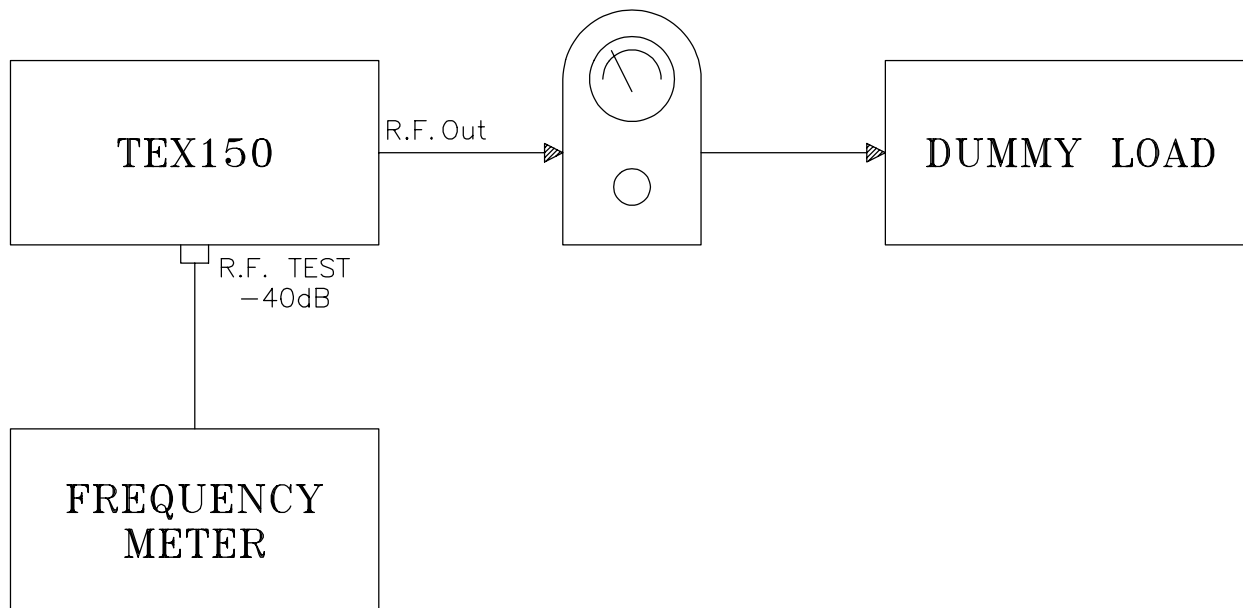 TEX150
R.F. Out
DUMMY LOAD
R.F. TEST
-40dB
FREQUENCY
METER